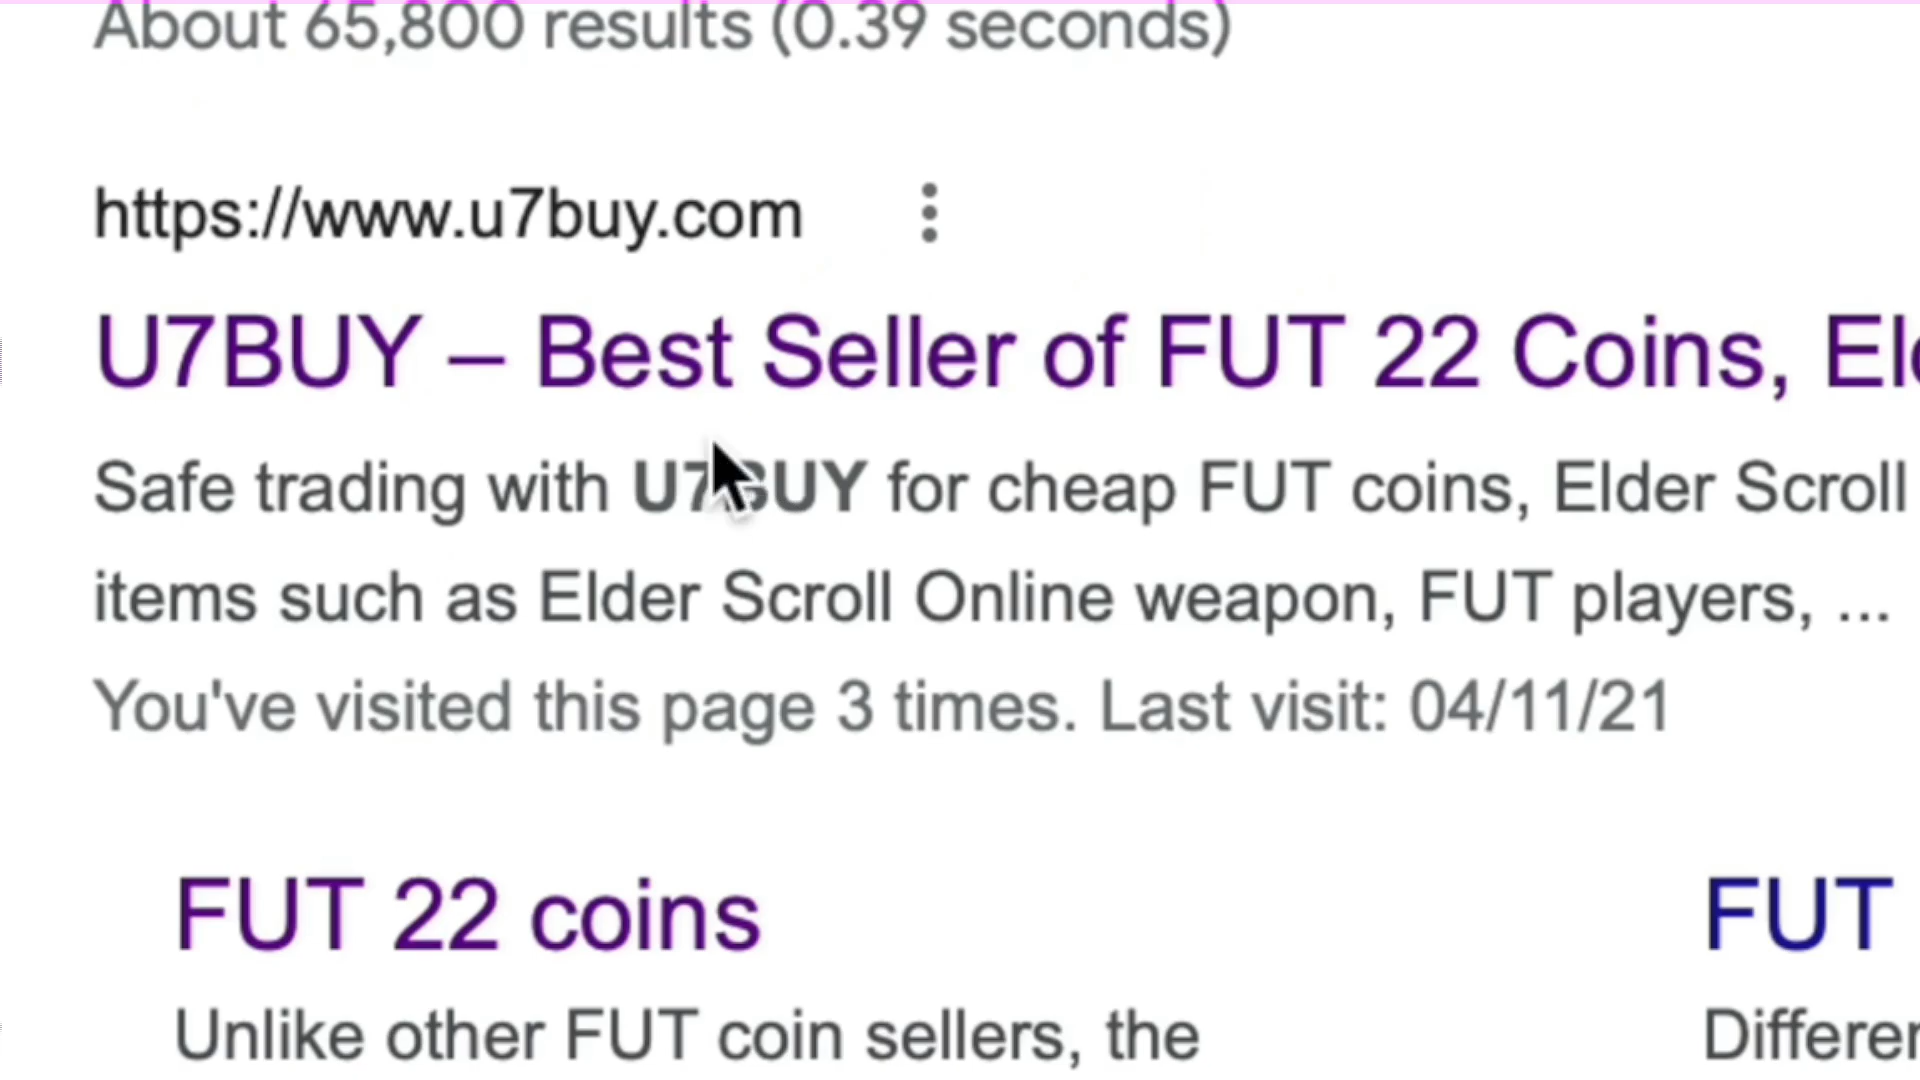 About 65,800 results (0.39 seconds)
https://www.u7buy.com
U7BUY – Best Seller of FUT 22 Coins,
Safe trading with U7BUY for cheap FUT coins, Elder Scroll
items such as Elder Scroll Online weapon, FUT players, ...
You've visited this page 3 times. Last visit: 04/11/21
FUT 22 coins
FUT
Unlike other FUT coin sellers, the